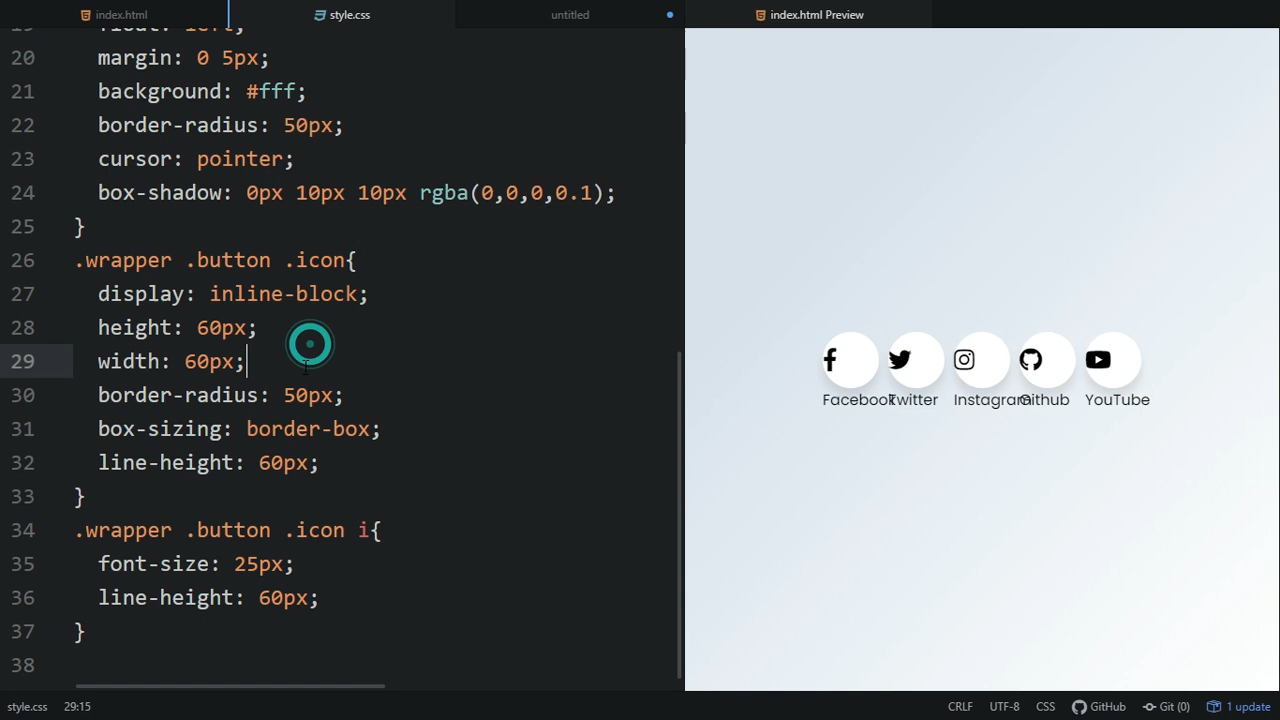 index.html
style.css
untitled
index.html Preview
19 float: left;
20 margin: 0 5px;
21 background: #fff;
22 border-radius: 50px;
23 cursor: pointer;
24 box-shadow: 0px 10px 10px rgba(0,0,0,0.1);
25 }
26 .wrapper .button .icon{
27 display: inline-block;
28 height: 60px;
29 width: 60px;
30 border-radius: 50px;
31 box-sizing: border-box;
32 line-height: 60px;
33 }
34 .wrapper .button .icon i{
35 font-size: 25px;
36 line-height: 60px;
37 }
38
Facebook Twitter Instagram Github YouTube
style.css 29:15 CRLF UTF-8 CSS GitHub Git (0) 1 update